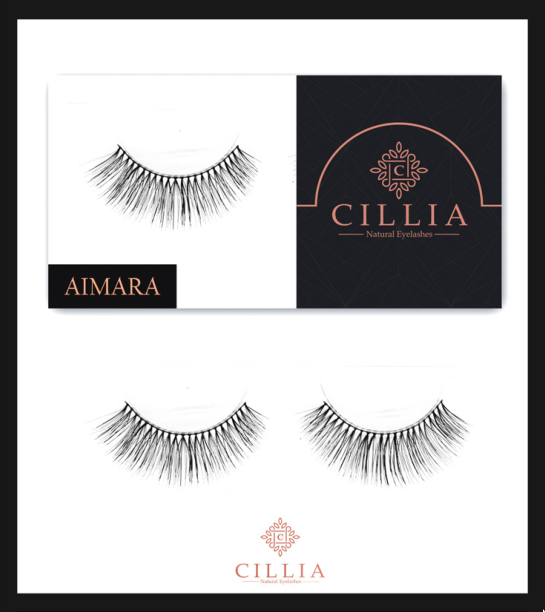 C
CILLIA
Natural Eyelashes
AIMARA
C
CILLIA
Natural Eyelashes